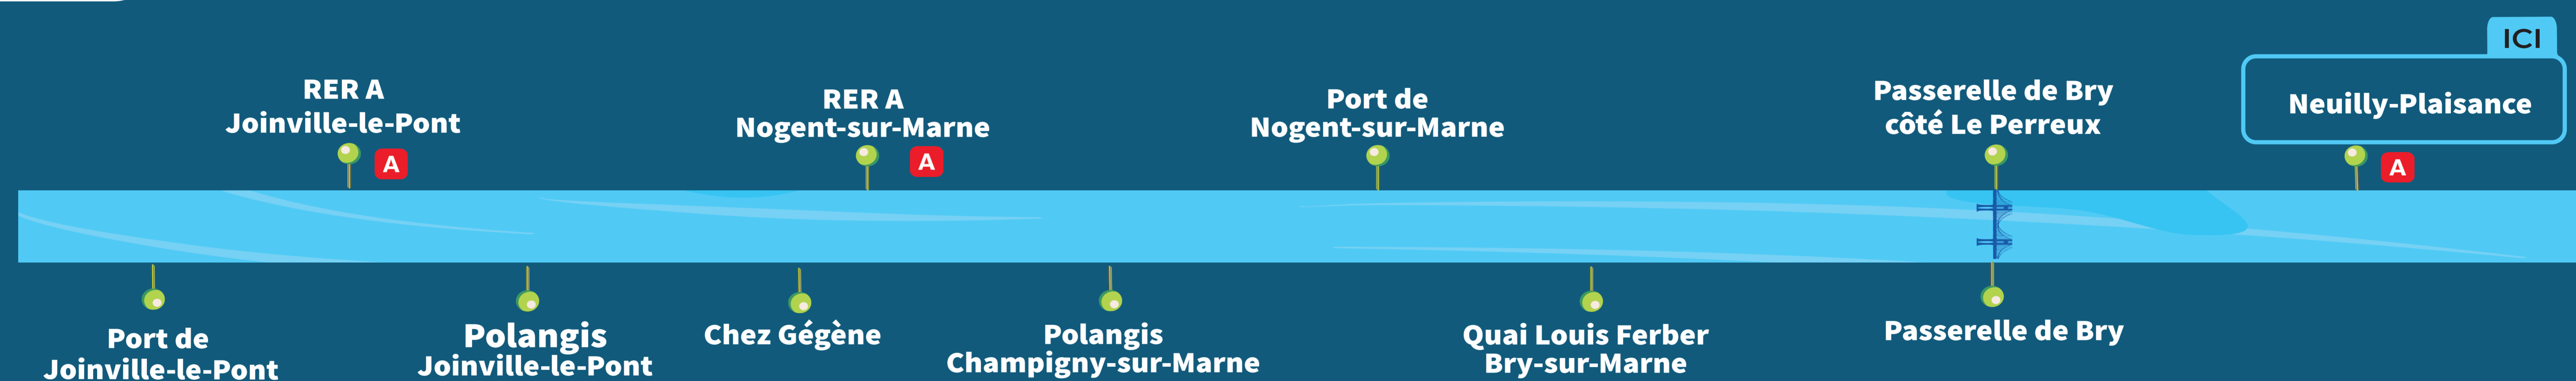 ICI
RER A
Joinville-le-Pont
A
RER A
Nogent-sur-Marne
A
Port de
Nogent-sur-Marne
Passerelle de Bry
côté Le Perreux
Neuilly-Plaisance
A
Port de
Joinville-le-Pont
Polangis
Joinville-le-Pont
Chez Gégène
Polangis
Champigny-sur-Marne
Quai Louis Ferber
Bry-sur-Marne
Passerelle de Bry